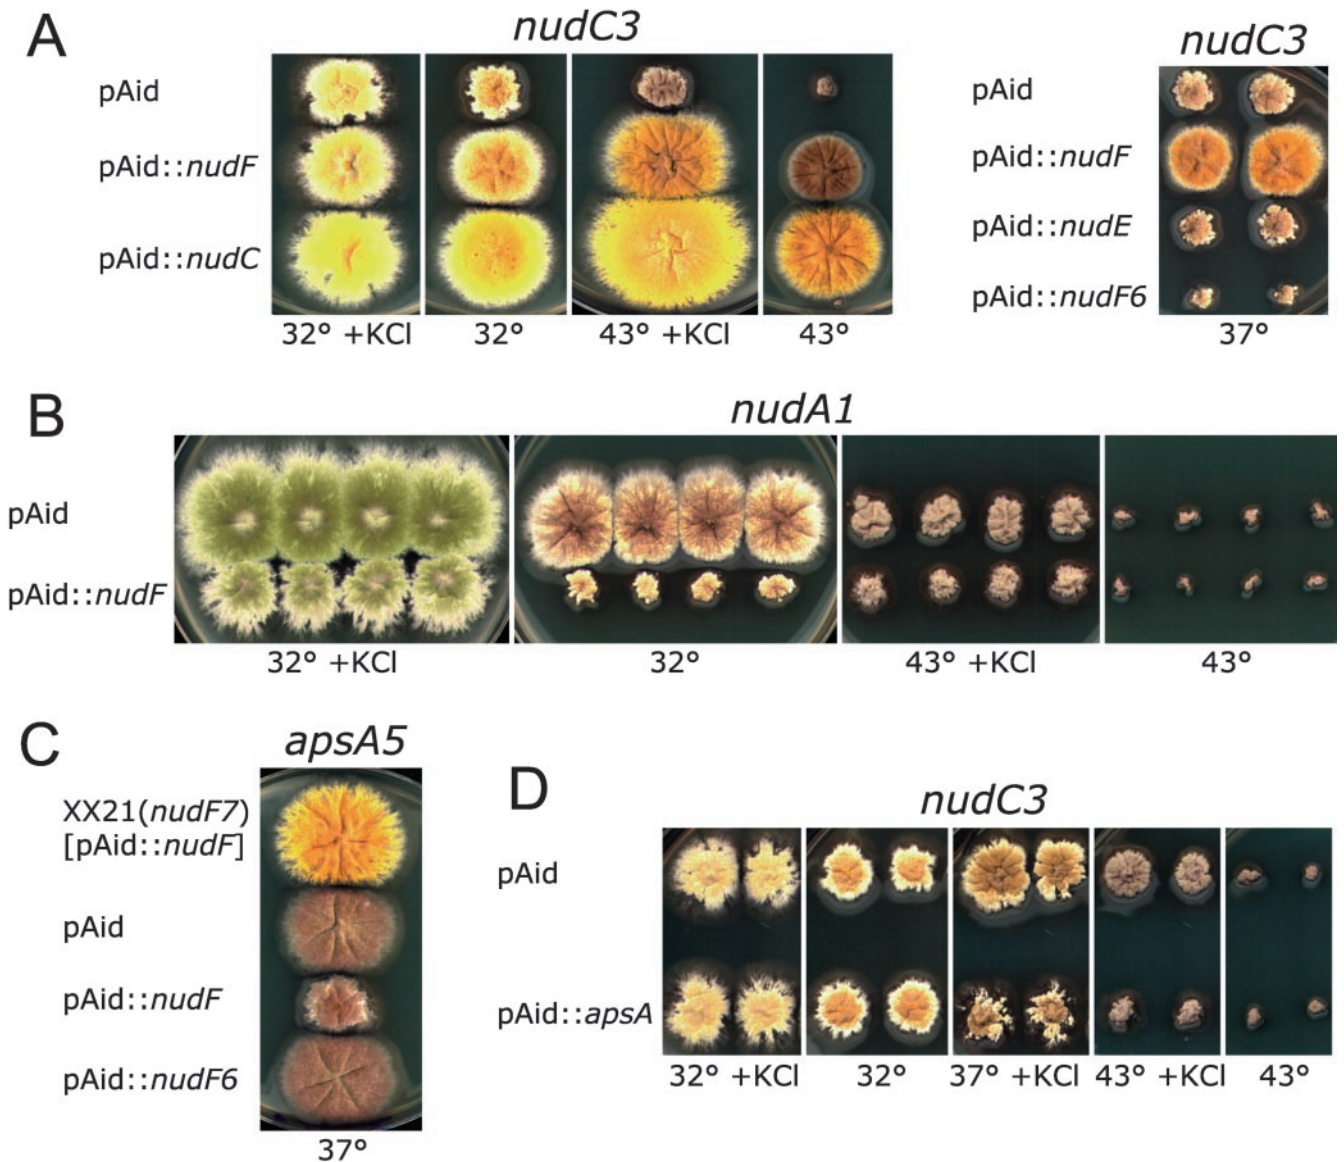 A
nudC3
pAid
pAid::nudF
pAid::nudC
32° +KCl
32°
43° +KCl
43°
nudC3
pAid
pAid::nudF
pAid::nudE
pAid::nudF6
37°
B
nudA1
pAid
pAid::nudF
32° +KCl
32°
43° +KCl
43°
C
apsA5
XX21(nudF7)
[pAid::nudF]
pAid
pAid::nudF
pAid::nudF6
37°
D
nudC3
pAid
pAid::apsA
32° +KCl
32°
37° +KCl
43° +KCl
43°